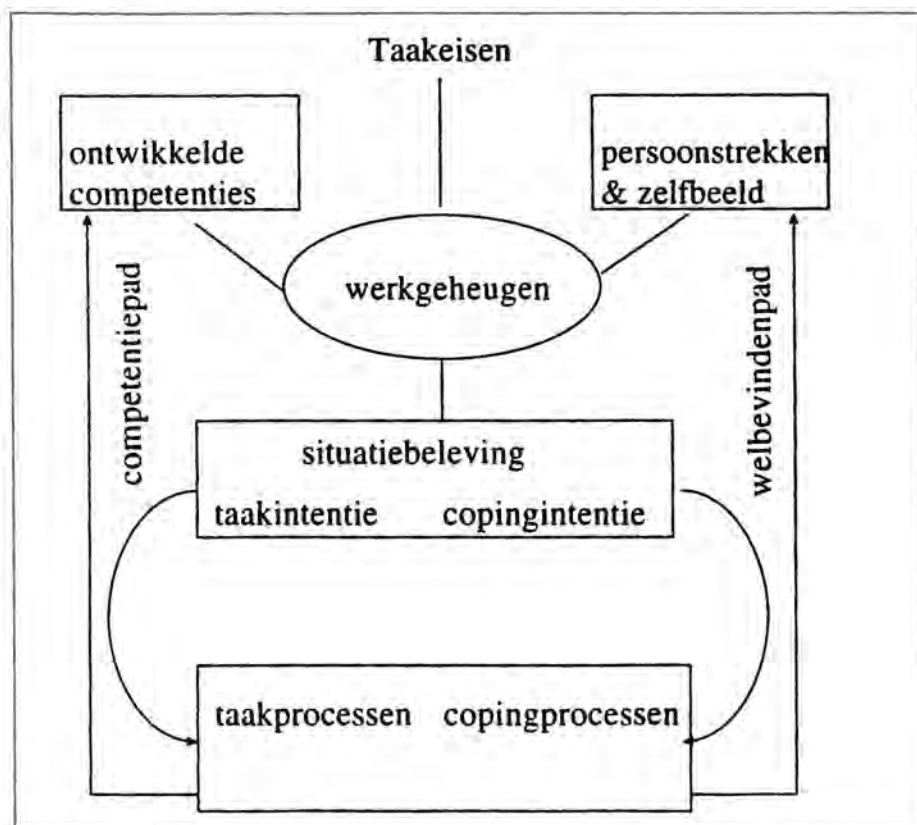 Taakeisen
ontwikkelde
competenties
persoonstrekken
& zelfbeeld
werkgeheugen
competentiepad
welbevindenpad
situatiebeleving
taakintentie copingintentie
taakprocessen copingprocessen